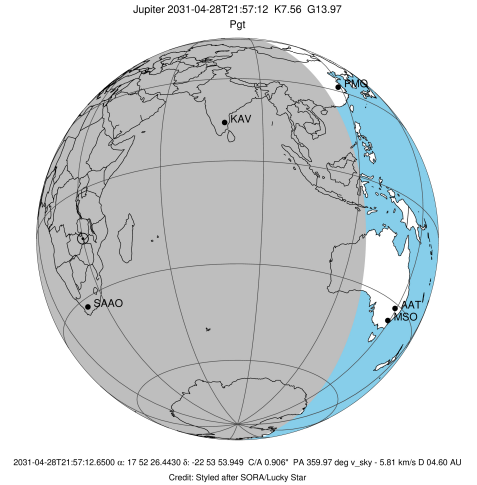 Jupiter 2031-04-28T21:57:12 K7.56 G13.97
Pgt
PMO
KAV
SAAO
AAT
MSO
2031-04-28T21:57:12.6500 α: 17 52 26.4430 δ: -22 53 53.949 C/A 0.906" PA 359.97 deg v_sky - 5.81 km/s D 04.60 AU
Credit: Styled after SORA/Lucky Star